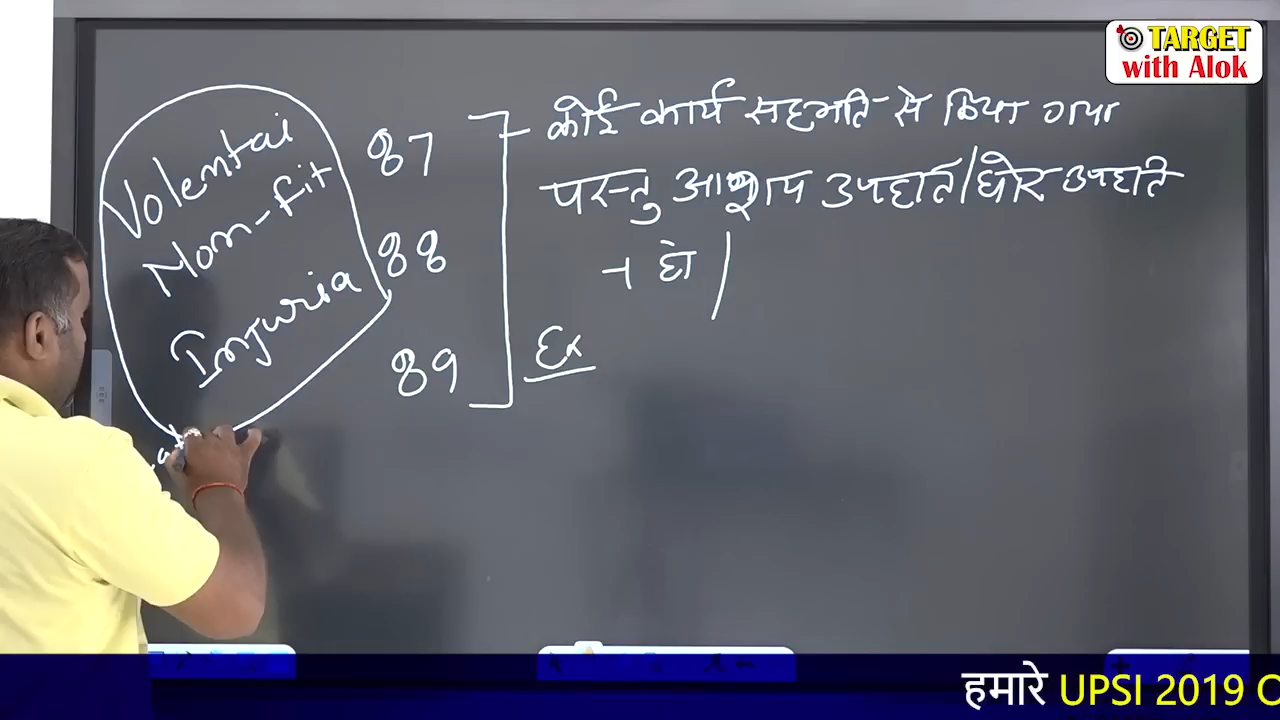 TARGET
with Alok
Volentai
Non-fit
Injuria
87
88
89
कोई कार्य सहमति से किया गया
परन्तु आशय उपहति/घोर उपहति
न हो |
Ex
हमारे UPSI 2019 C